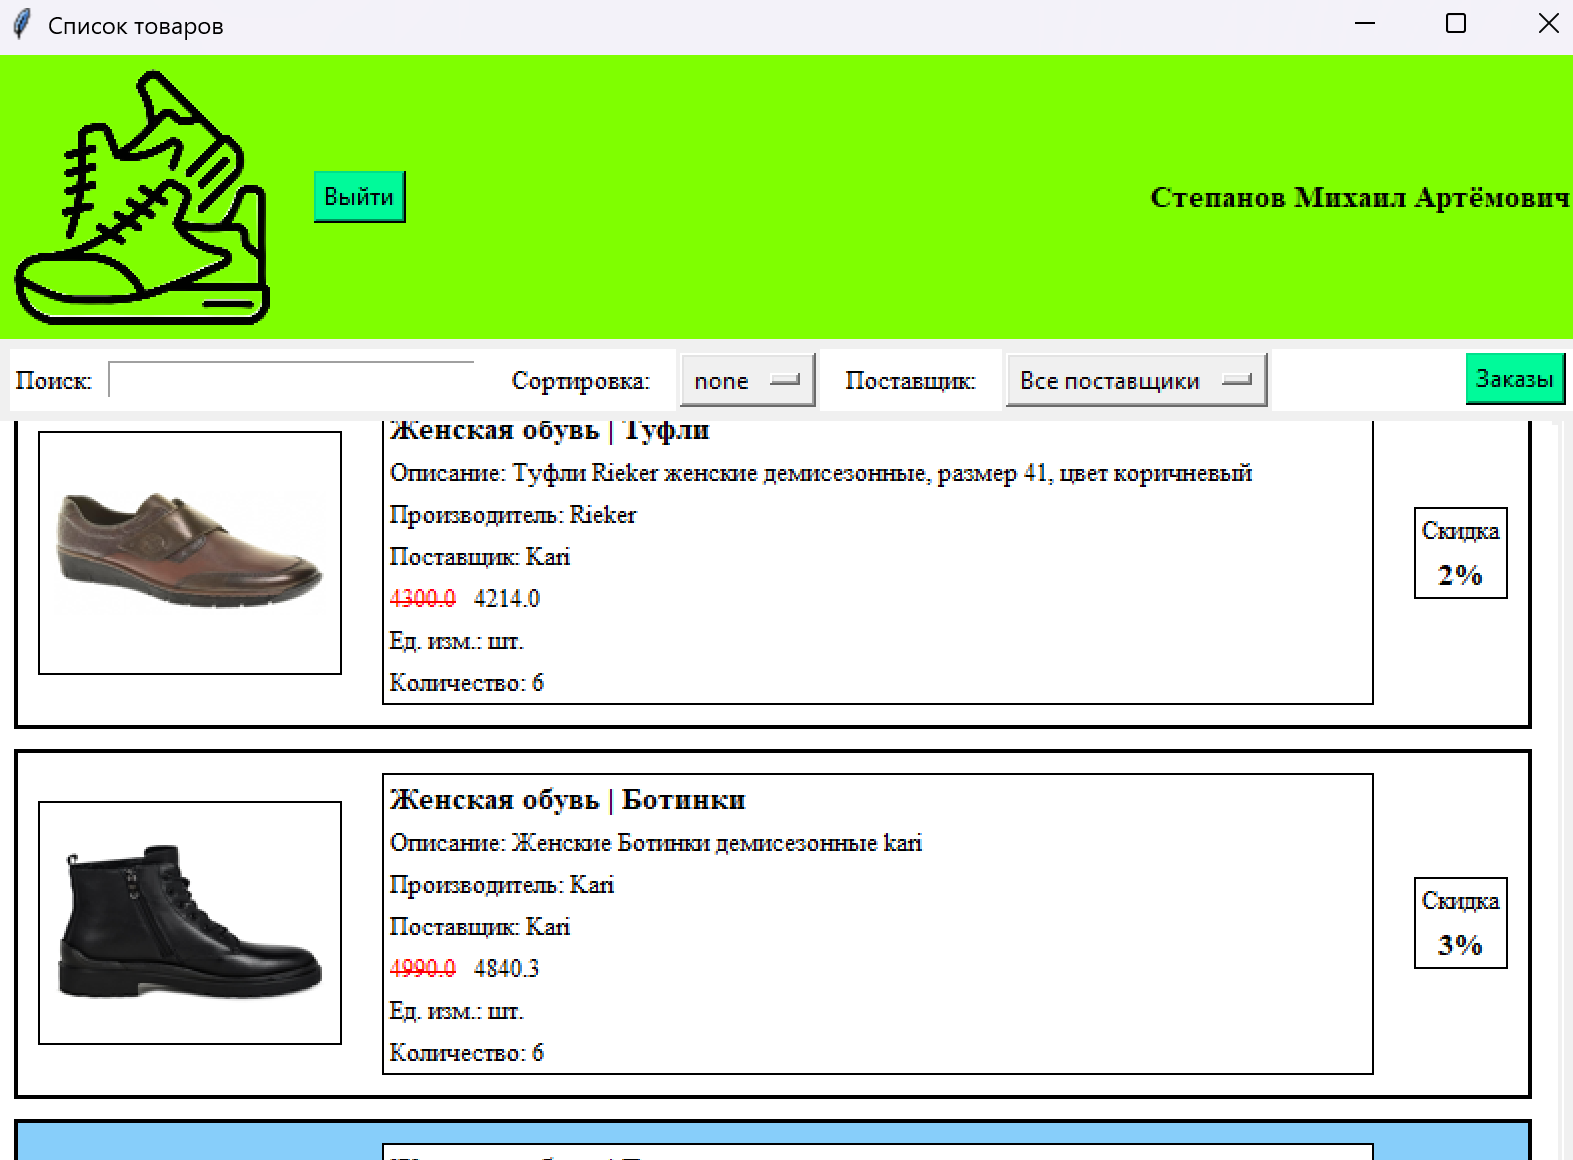 Список товаров
Выйти
Степанов Михаил Артёмович
Поиск: Сортировка: none Поставщик: Все поставщики Заказы
Женская обувь | Туфли
Описание: Туфли Rieker женские демисезонные, размер 41, цвет коричневый
Производитель: Rieker
Поставщик: Kari
4300.0 4214.0
Ед. изм.: шт.
Количество: 6
Скидка
2%
Женская обувь | Ботинки
Описание: Женские Ботинки демисезонные kari
Производитель: Kari
Поставщик: Kari
4990.0 4840.3
Ед. изм.: шт.
Количество: 6
Скидка
3%